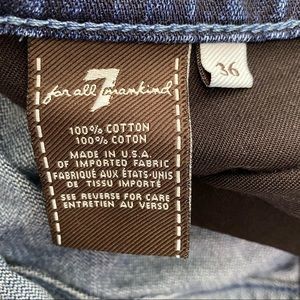 7
for all mankind
36
100% COTTON
100% COTON
MADE IN U.S.A.
OF IMPORTED FABRIC
FABRIQUÉ AUX ÉTATS-UNIS
DE TISSU IMPORTÉ
SEE REVERSE FOR CARE
ENTRETIEN AU VERSO